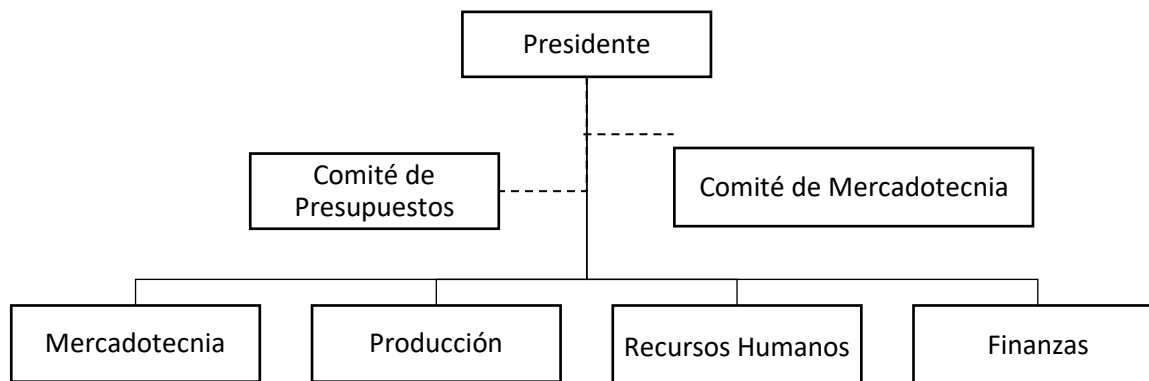 Presidente
Comité de
Presupuestos
Comité de Mercadotecnia
Mercadotecnia
Producción
Recursos Humanos
Finanzas